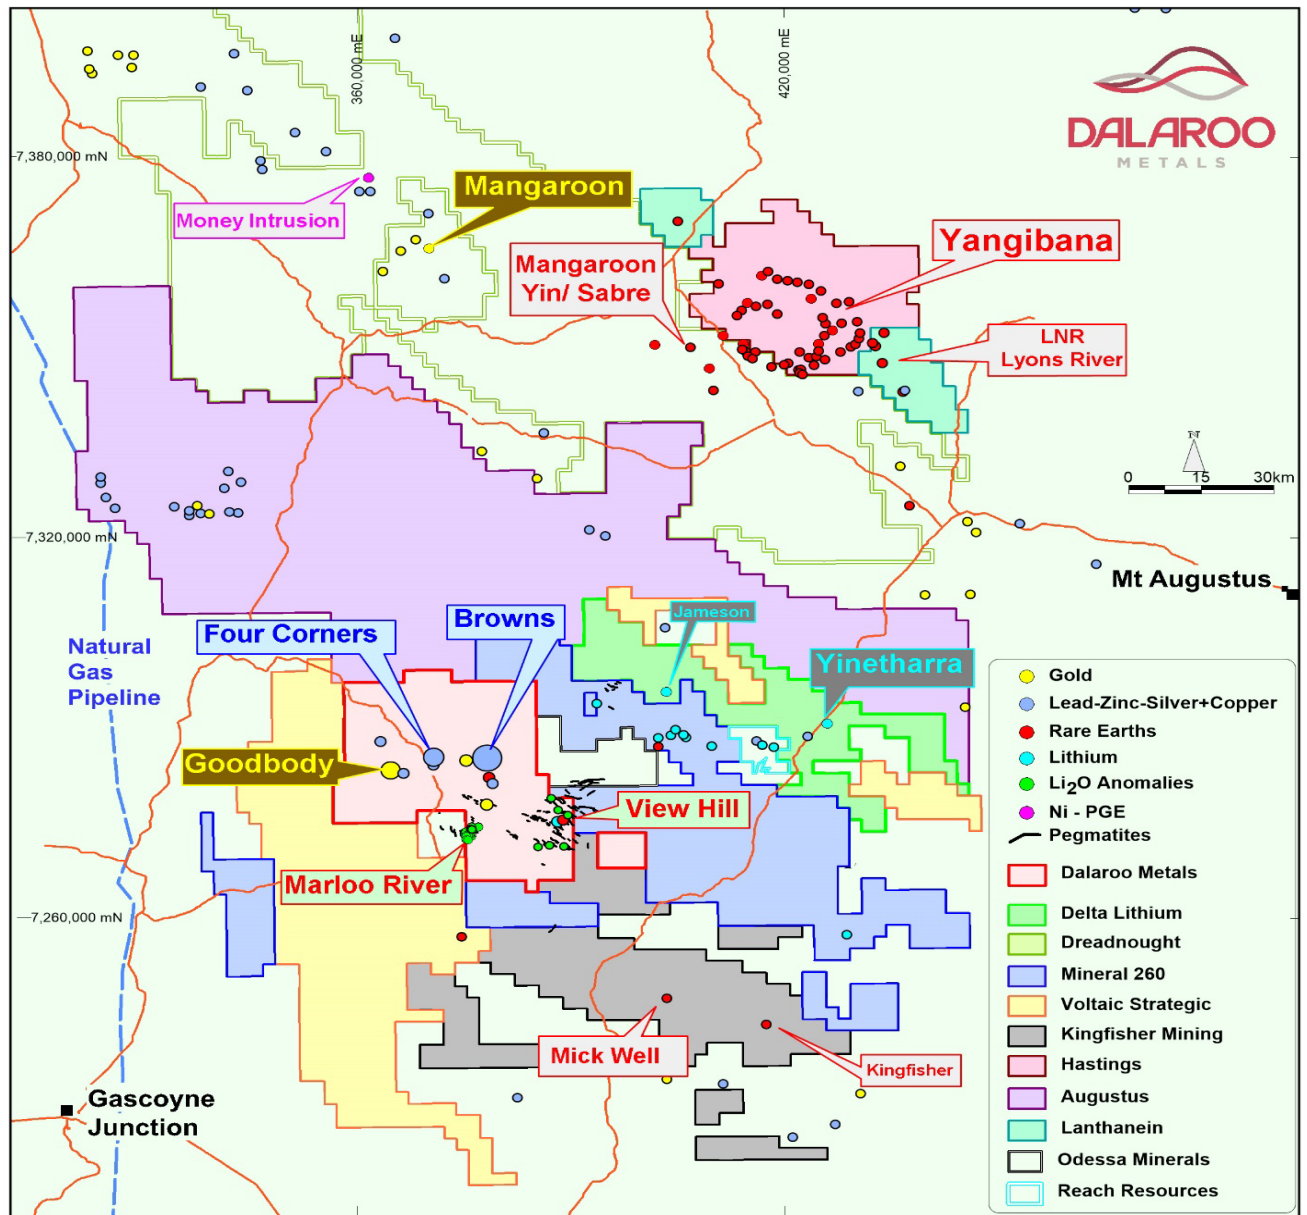 360,000 mE
420,000 mE
DALAROO
METALS
7,380,000 mN
Mangaroon
Money Intrusion
Yangibana
Mangaroon
Yin/ Sabre
LNR
Lyons River
N
0 15 30km
7,320,000 mN
Mt Augustus
Browns
Jameson
Four Corners
Natural
Gas
Pipeline
Yinetharra
Goodbody
View Hill
Marloo River
7,260,000 mN
Mick Well
Kingfisher
Gascoyne
Junction
Gold
Lead-Zinc-Silver+Copper
Rare Earths
Lithium
Li2O Anomalies
Ni - PGE
Pegmatites
Dalaroo Metals
Delta Lithium
Dreadnought
Mineral 260
Voltaic Strategic
Kingfisher Mining
Hastings
Augustus
Lanthanein
Odessa Minerals
Reach Resources